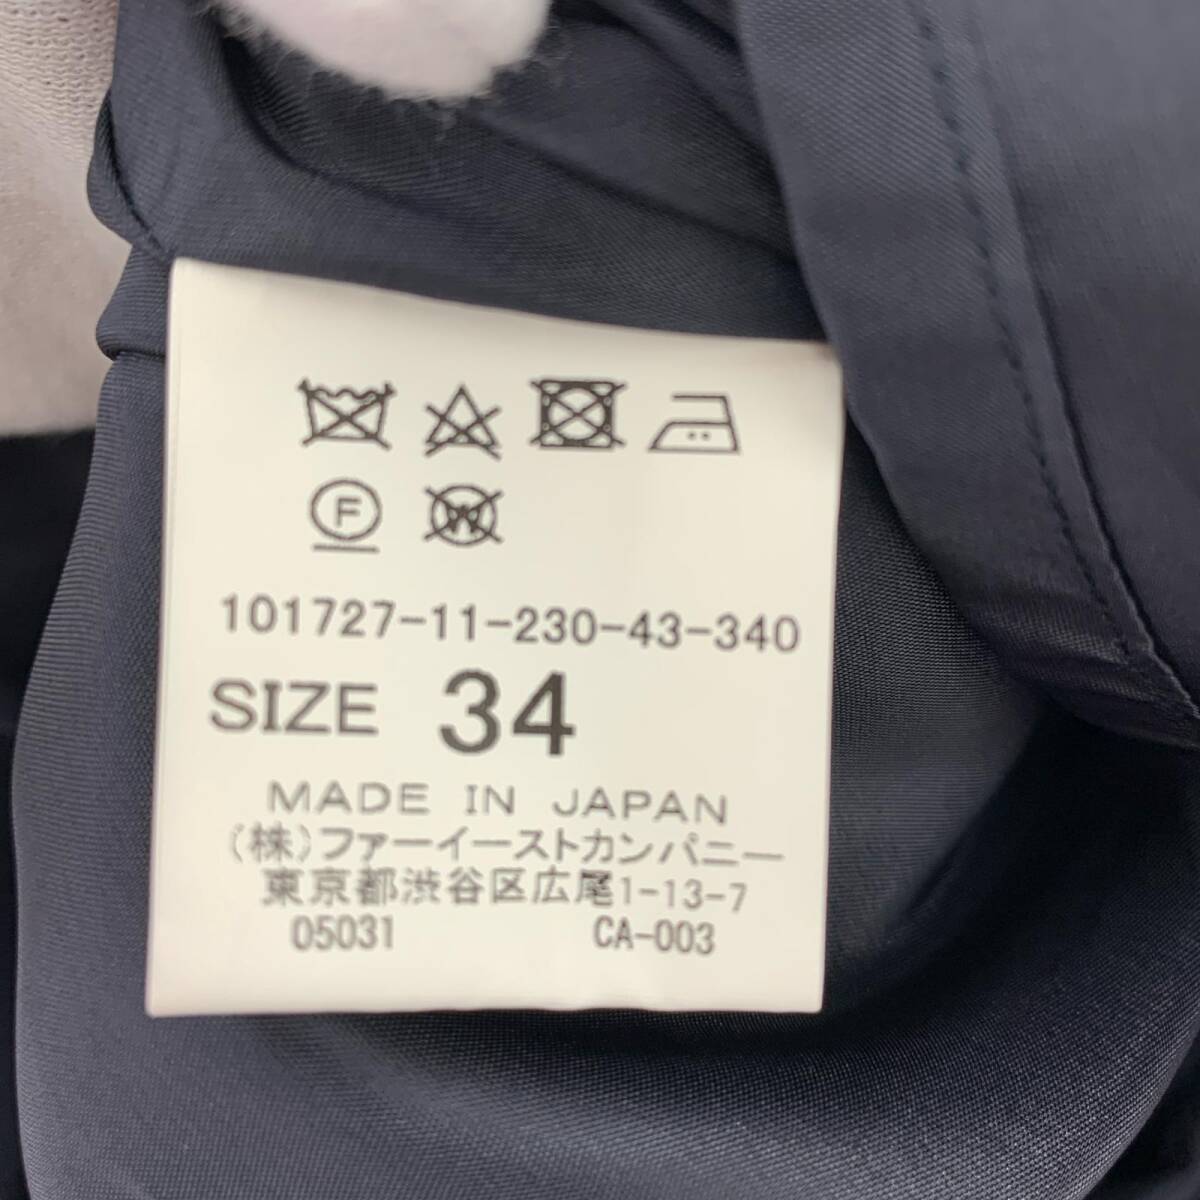 F W
101727-11-230-43-340
SIZE 34
MADE IN JAPAN
(株)ファーイーストカンパニー
東京都渋谷区広尾1-13-7
05031 CA-003